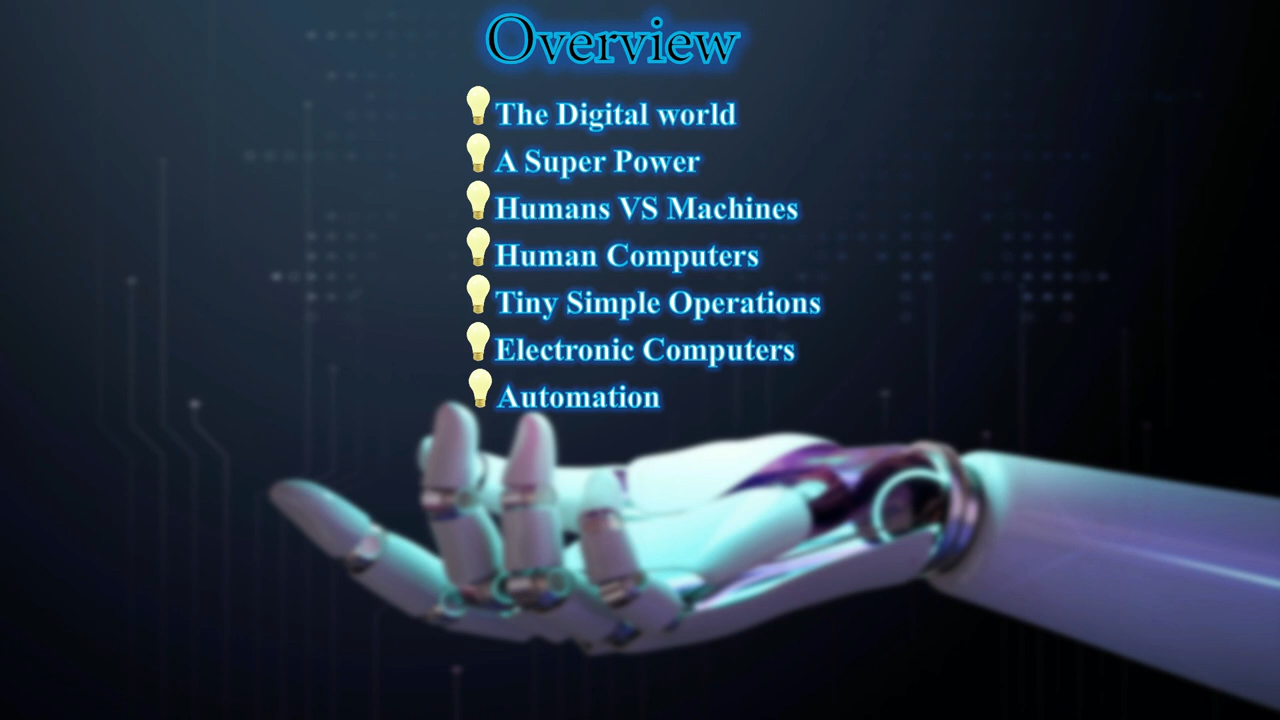 Overview
The Digital world
A Super Power
Humans VS Machines
Human Computers
Tiny Simple Operations
Electronic Computers
Automation